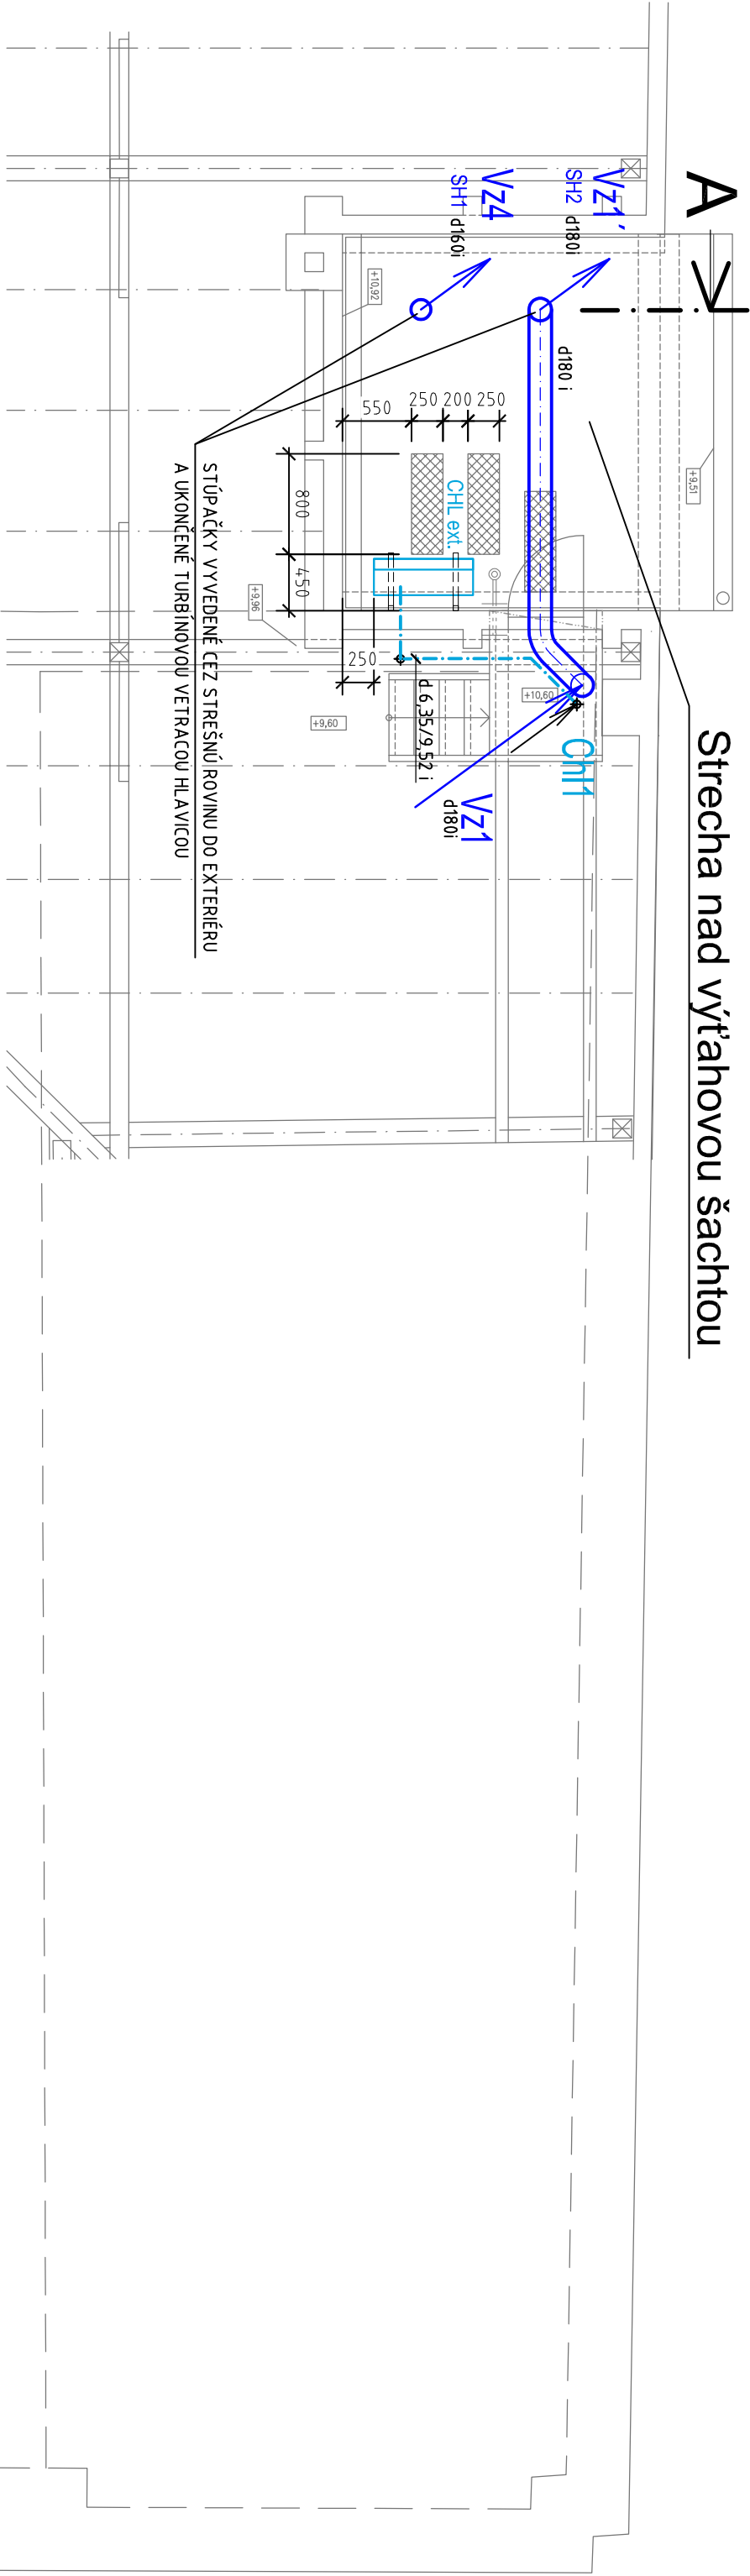 A
Strecha nad výťahovou šachtou
Vz1'
SH2 d180i
Vz4
SH1 d160i
d180 i
+9,51
+10,92
550
250
200
250
CHL ext.
800
450
250
+9,96
+9,60
+10,60
d 6,35/9,52 i
Chl1
Vz1
d180i
STÚPAČKY VYVEDENÉ CEZ STREŠNÚ ROVINU DO EXTERIÉRU
A UKONČENÉ TURBÍNOVOU VETRACOU HLAVICOU